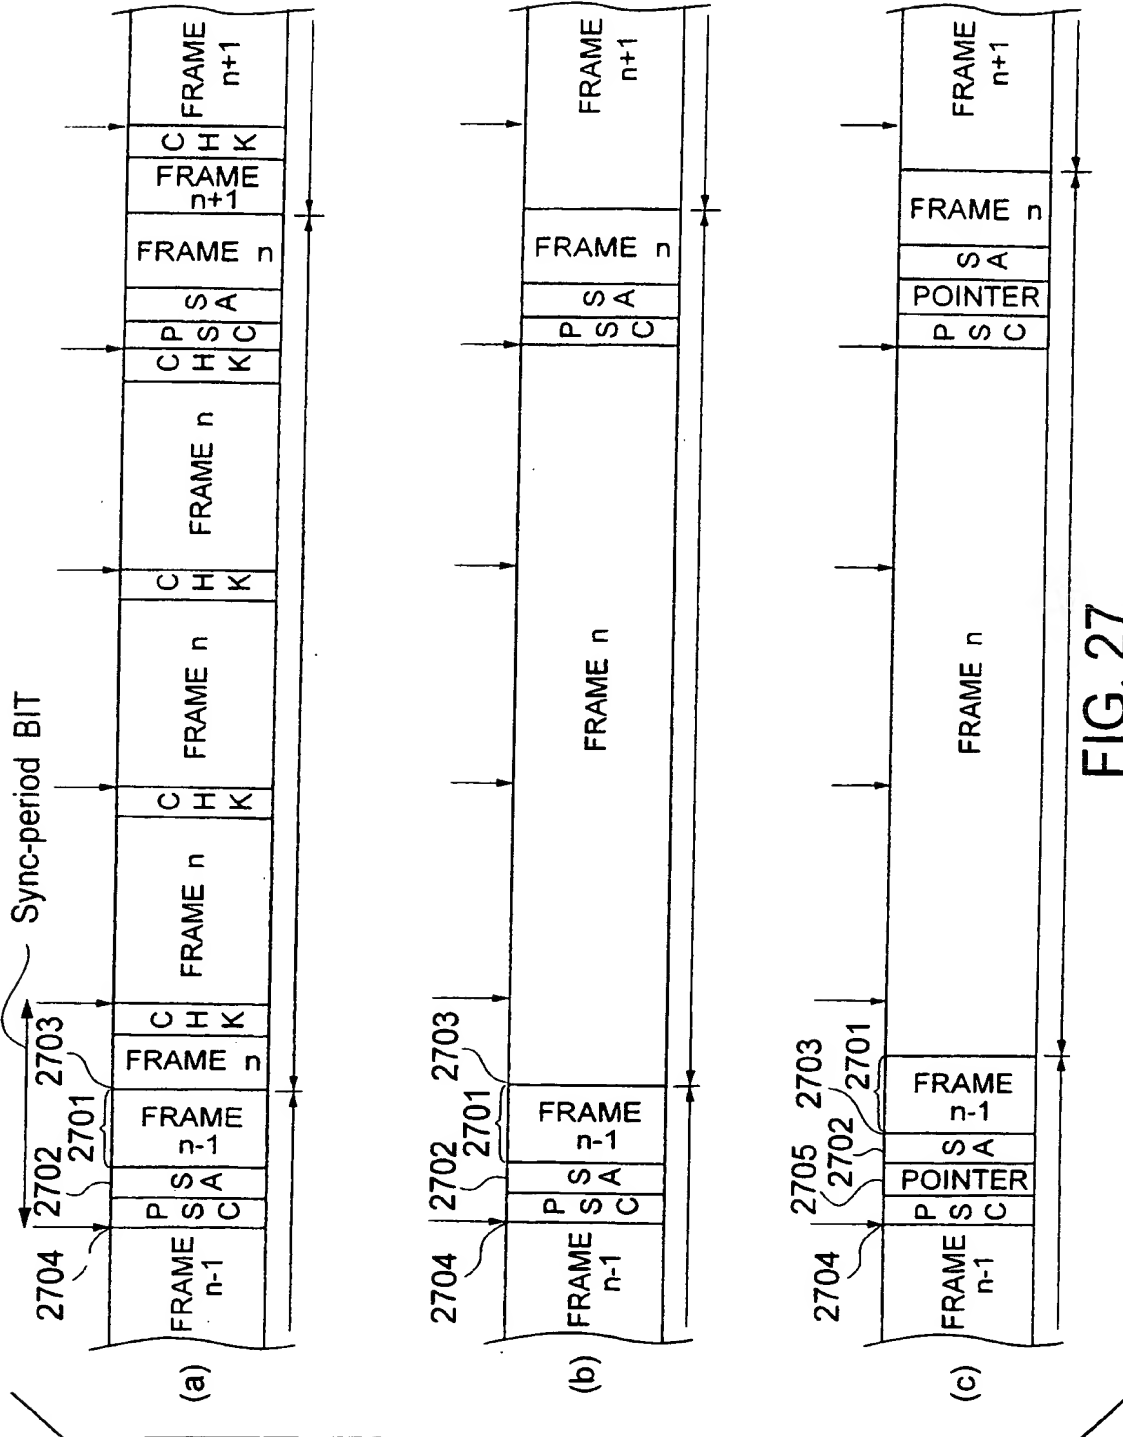 Sync-period BIT
2704
2702
2701
2703
(a)
FRAME
n-1
P S C
S A
FRAME
n-1
FRAME n
C H K
FRAME n
C H K
FRAME n
C H K
FRAME n
C H K
P S C
S A
FRAME n
FRAME
n+1
C H K
FRAME
n+1
2704
2702
2701
2703
(b)
FRAME
n-1
P S C
S A
FRAME
n-1
FRAME n
P S C
S A
FRAME n
FRAME
n+1
2704
2705
2702
2703
2701
(c)
FRAME
n-1
P S C
POINTER
S A
FRAME
n-1
FRAME n
P S C
POINTER
S A
FRAME n
FRAME
n+1
FIG. 27